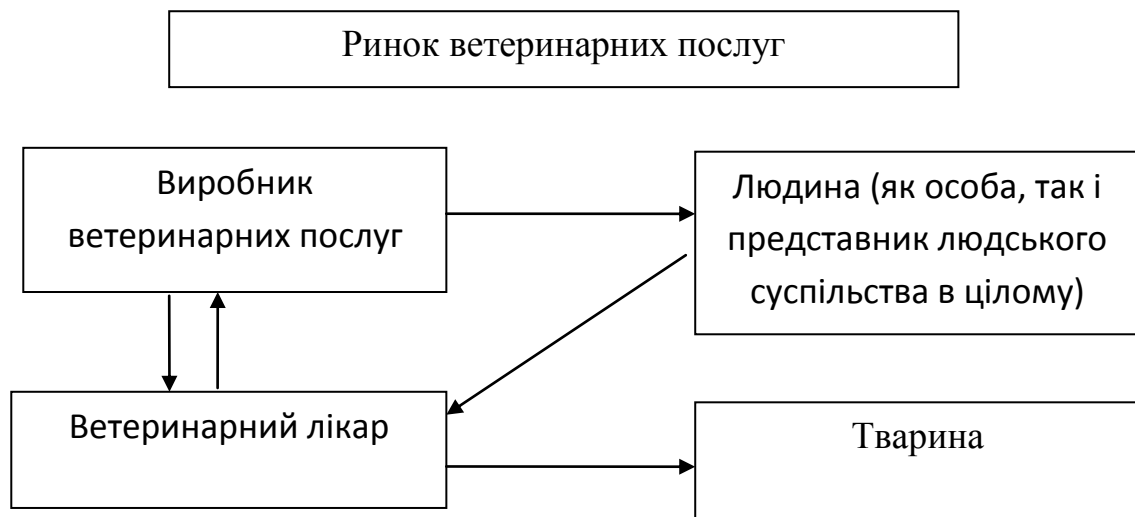 Ринок ветеринарних послуг
Виробник
ветеринарних послуг
Людина (як особа, так і
представник людського
суспільства в цілому)
Ветеринарний лікар
Тварина